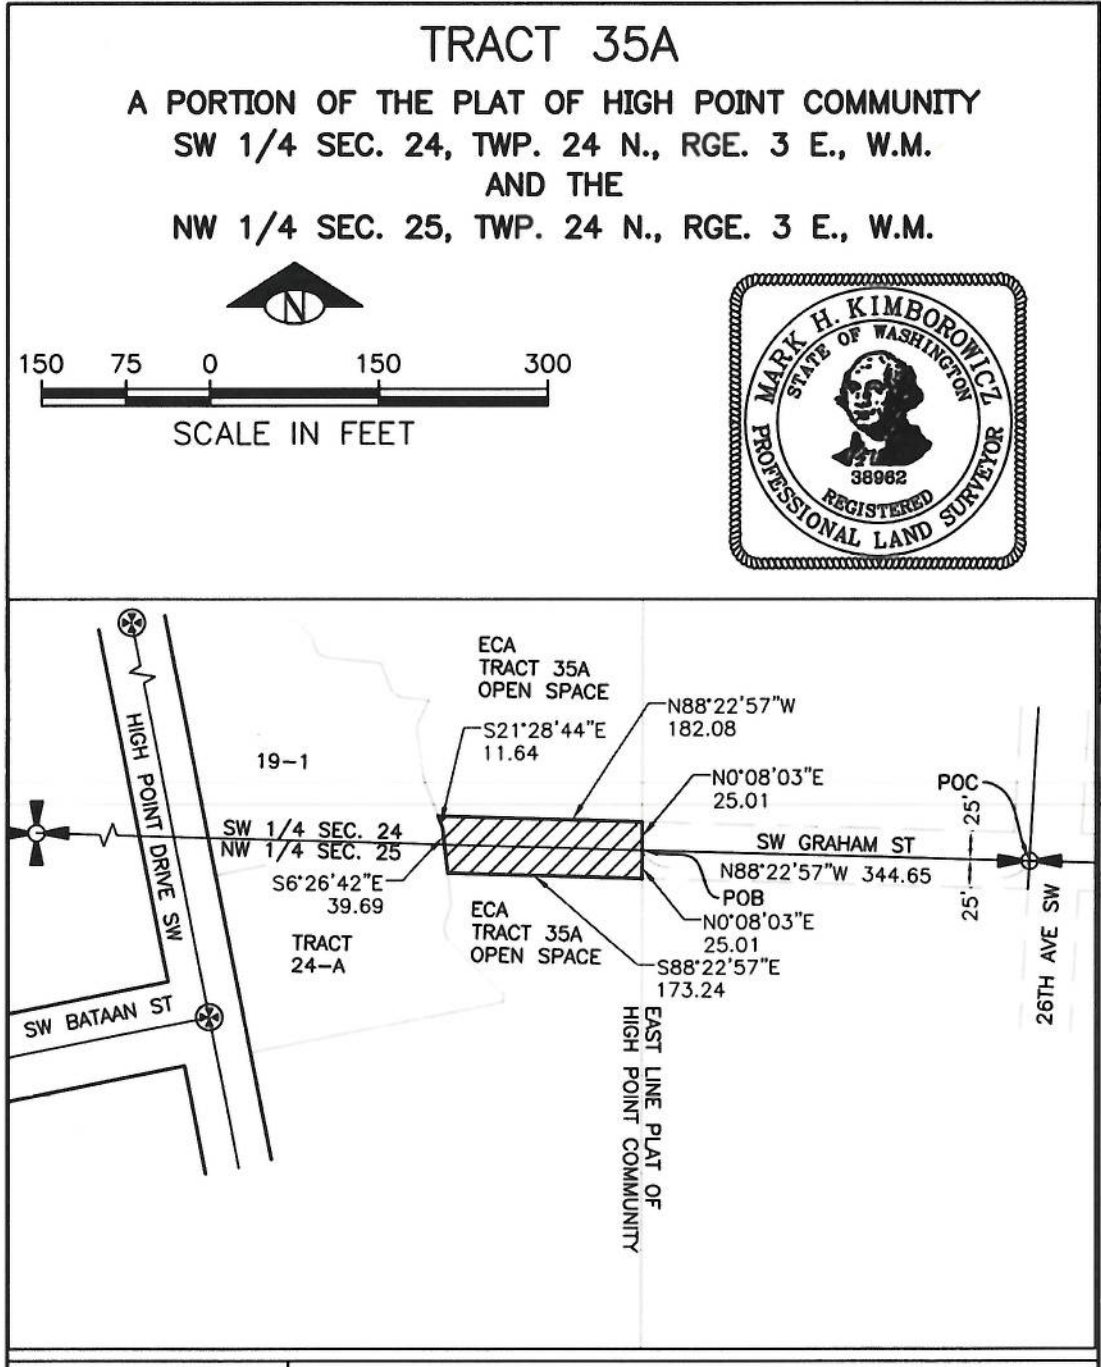 TRACT 35A
A PORTION OF THE PLAT OF HIGH POINT COMMUNITY
SW 1/4 SEC. 24, TWP. 24 N., RGE. 3 E., W.M.
AND THE
NW 1/4 SEC. 25, TWP. 24 N., RGE. 3 E., W.M.
N
150 75 0 150 300
SCALE IN FEET
MARK H. KIMBOROWICZ
STATE OF WASHINGTON
38962
REGISTERED
PROFESSIONAL LAND SURVEYOR
ECA
TRACT 35A
OPEN SPACE
N88°22'57"W
182.08
S21°28'44"E
11.64
HIGH POINT DRIVE SW
19-1
N0°08'03"E
25.01
POC
25'
25'
SW 1/4 SEC. 24
NW 1/4 SEC. 25
SW GRAHAM ST
N88°22'57"W 344.65
S6°26'42"E
39.69
POB
ECA
TRACT 35A
OPEN SPACE
N0°08'03"E
25.01
TRACT
24-A
S88°22'57"E
173.24
26TH AVE SW
SW BATAAN ST
EAST LINE PLAT OF
HIGH POINT COMMUNITY